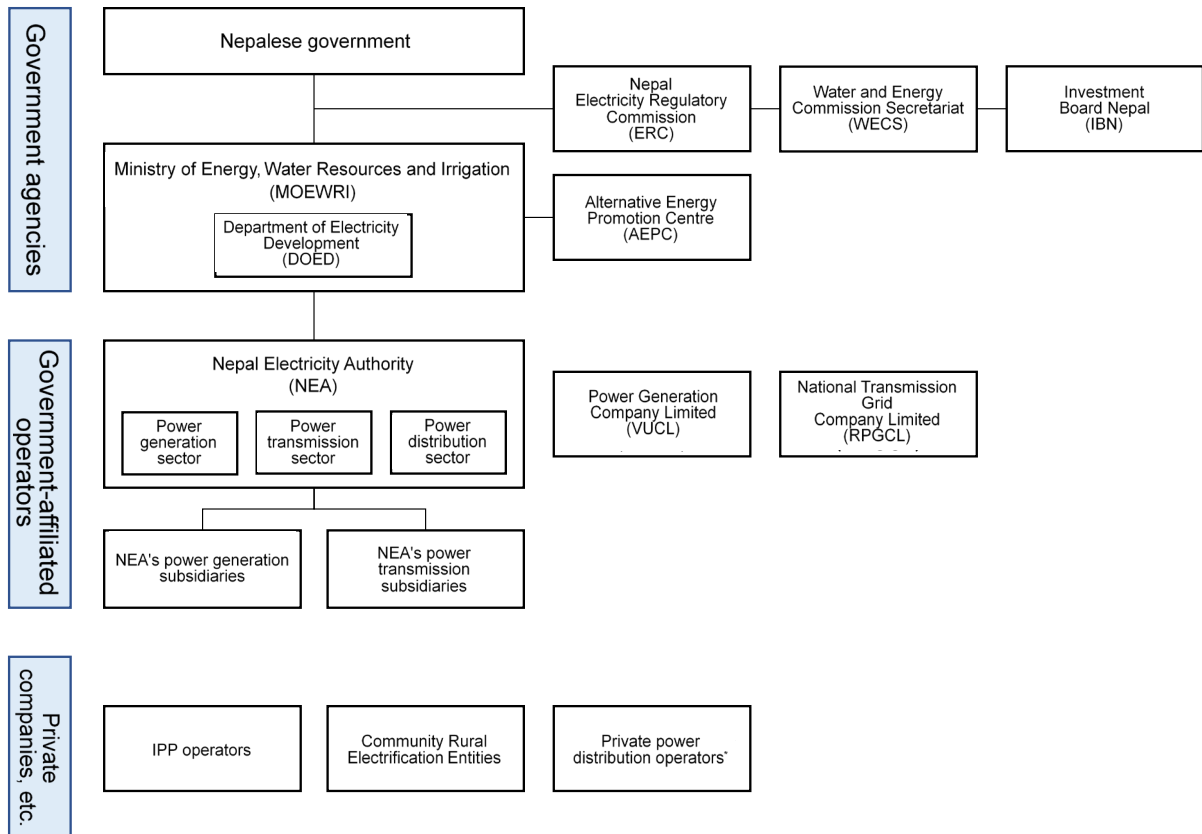 Government agencies
Nepalese government
Nepal
Electricity Regulatory
Commission
(ERC)
Water and Energy
Commission Secretariat
(WECS)
Investment
Board Nepal
(IBN)
Ministry of Energy, Water Resources and Irrigation
(MOEWRI)
Department of Electricity
Development
(DOED)
Alternative Energy
Promotion Centre
(AEPC)
Government-affiliated
operators
Nepal Electricity Authority
(NEA)
Power
generation
sector
Power
transmission
sector
Power
distribution
sector
Power Generation
Company Limited
(VUCL)
National Transmission
Grid
Company Limited
(RPGCL)
NEA's power generation
subsidiaries
NEA's power
transmission
subsidiaries
Private
companies, etc.
IPP operators
Community Rural
Electrification Entities
Private power
distribution operators*